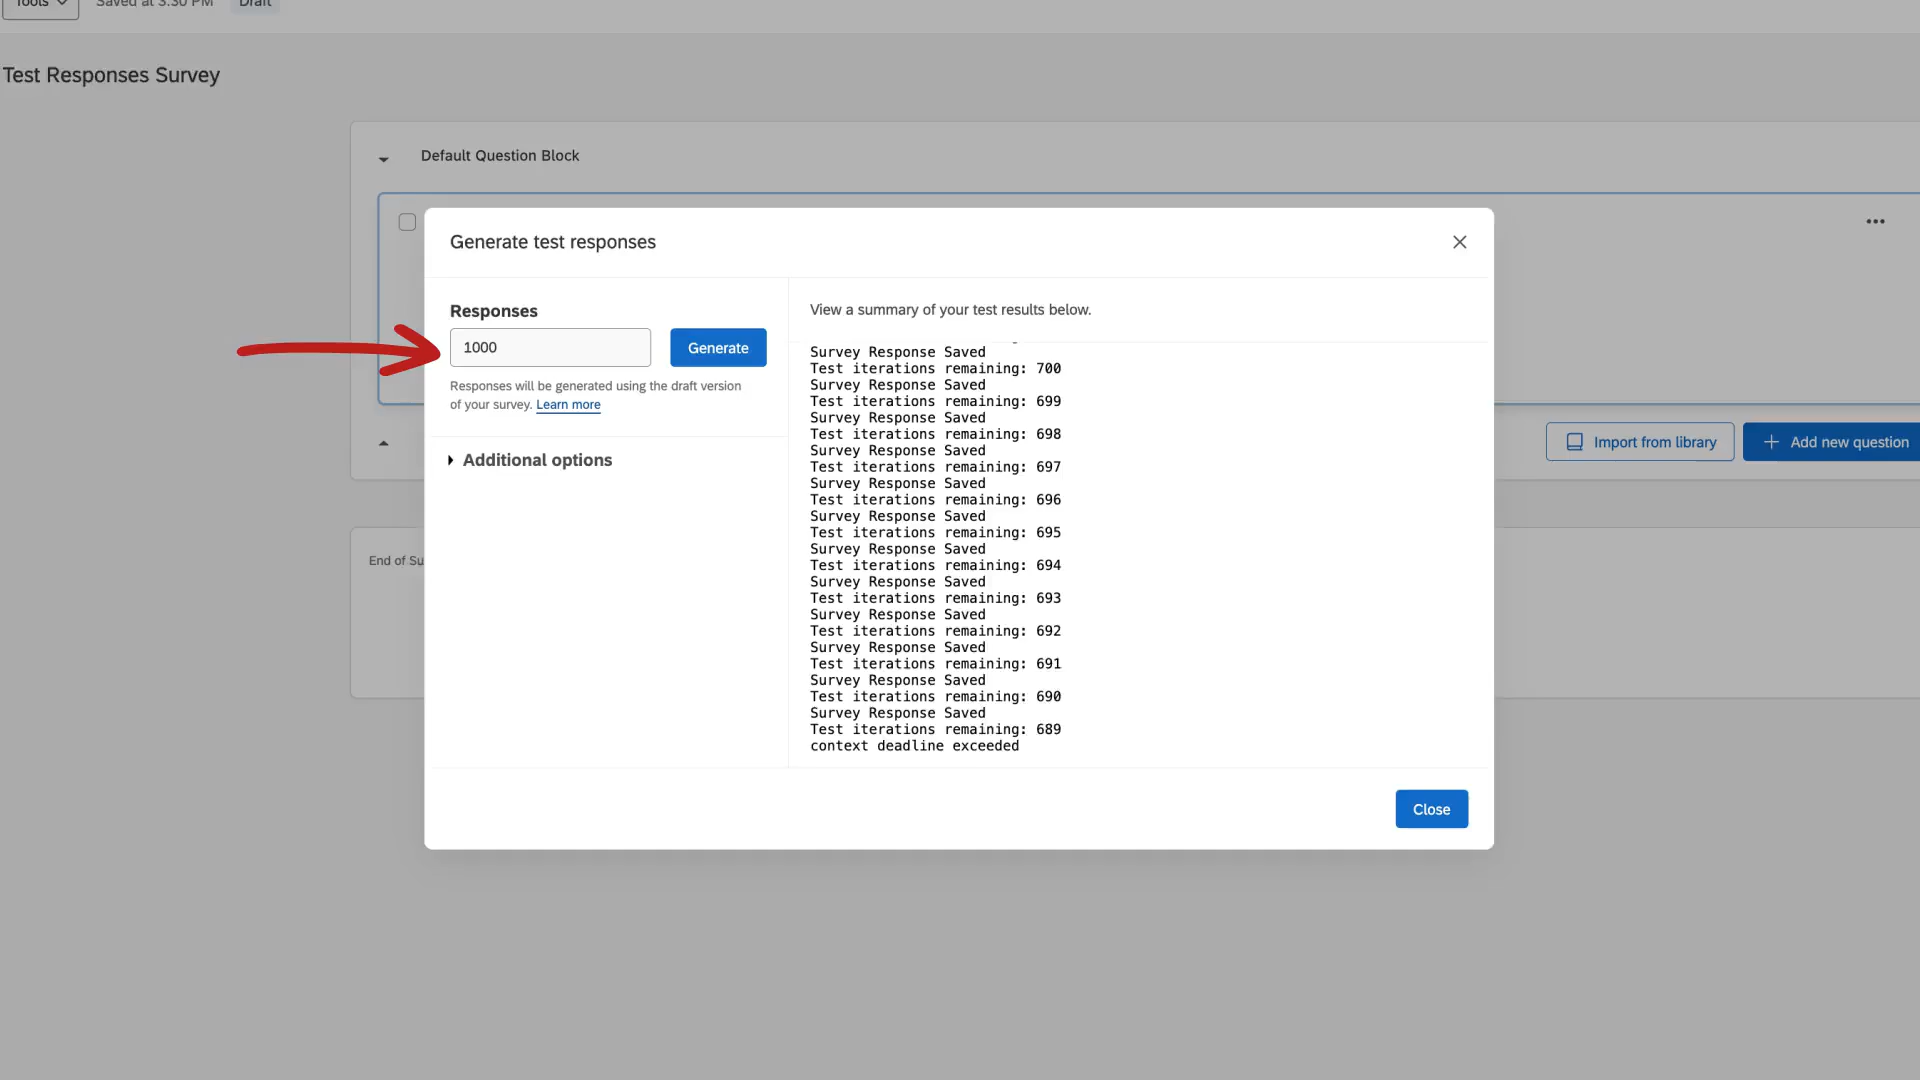 Tools
Saved at 3:30 PM
Draft
Test Responses Survey
Default Question Block
Generate test responses
Responses
1000
Generate
Responses will be generated using the draft version
of your survey. Learn more
Additional options
View a summary of your test results below.
Survey Response Saved
Test iterations remaining: 700
Survey Response Saved
Test iterations remaining: 699
Survey Response Saved
Test iterations remaining: 698
Survey Response Saved
Test iterations remaining: 697
Survey Response Saved
Test iterations remaining: 696
Survey Response Saved
Test iterations remaining: 695
Survey Response Saved
Test iterations remaining: 694
Survey Response Saved
Test iterations remaining: 693
Survey Response Saved
Test iterations remaining: 692
Survey Response Saved
Test iterations remaining: 691
Survey Response Saved
Test iterations remaining: 690
Survey Response Saved
Test iterations remaining: 689
context deadline exceeded
Import from library
Add new question
End of Su
Close